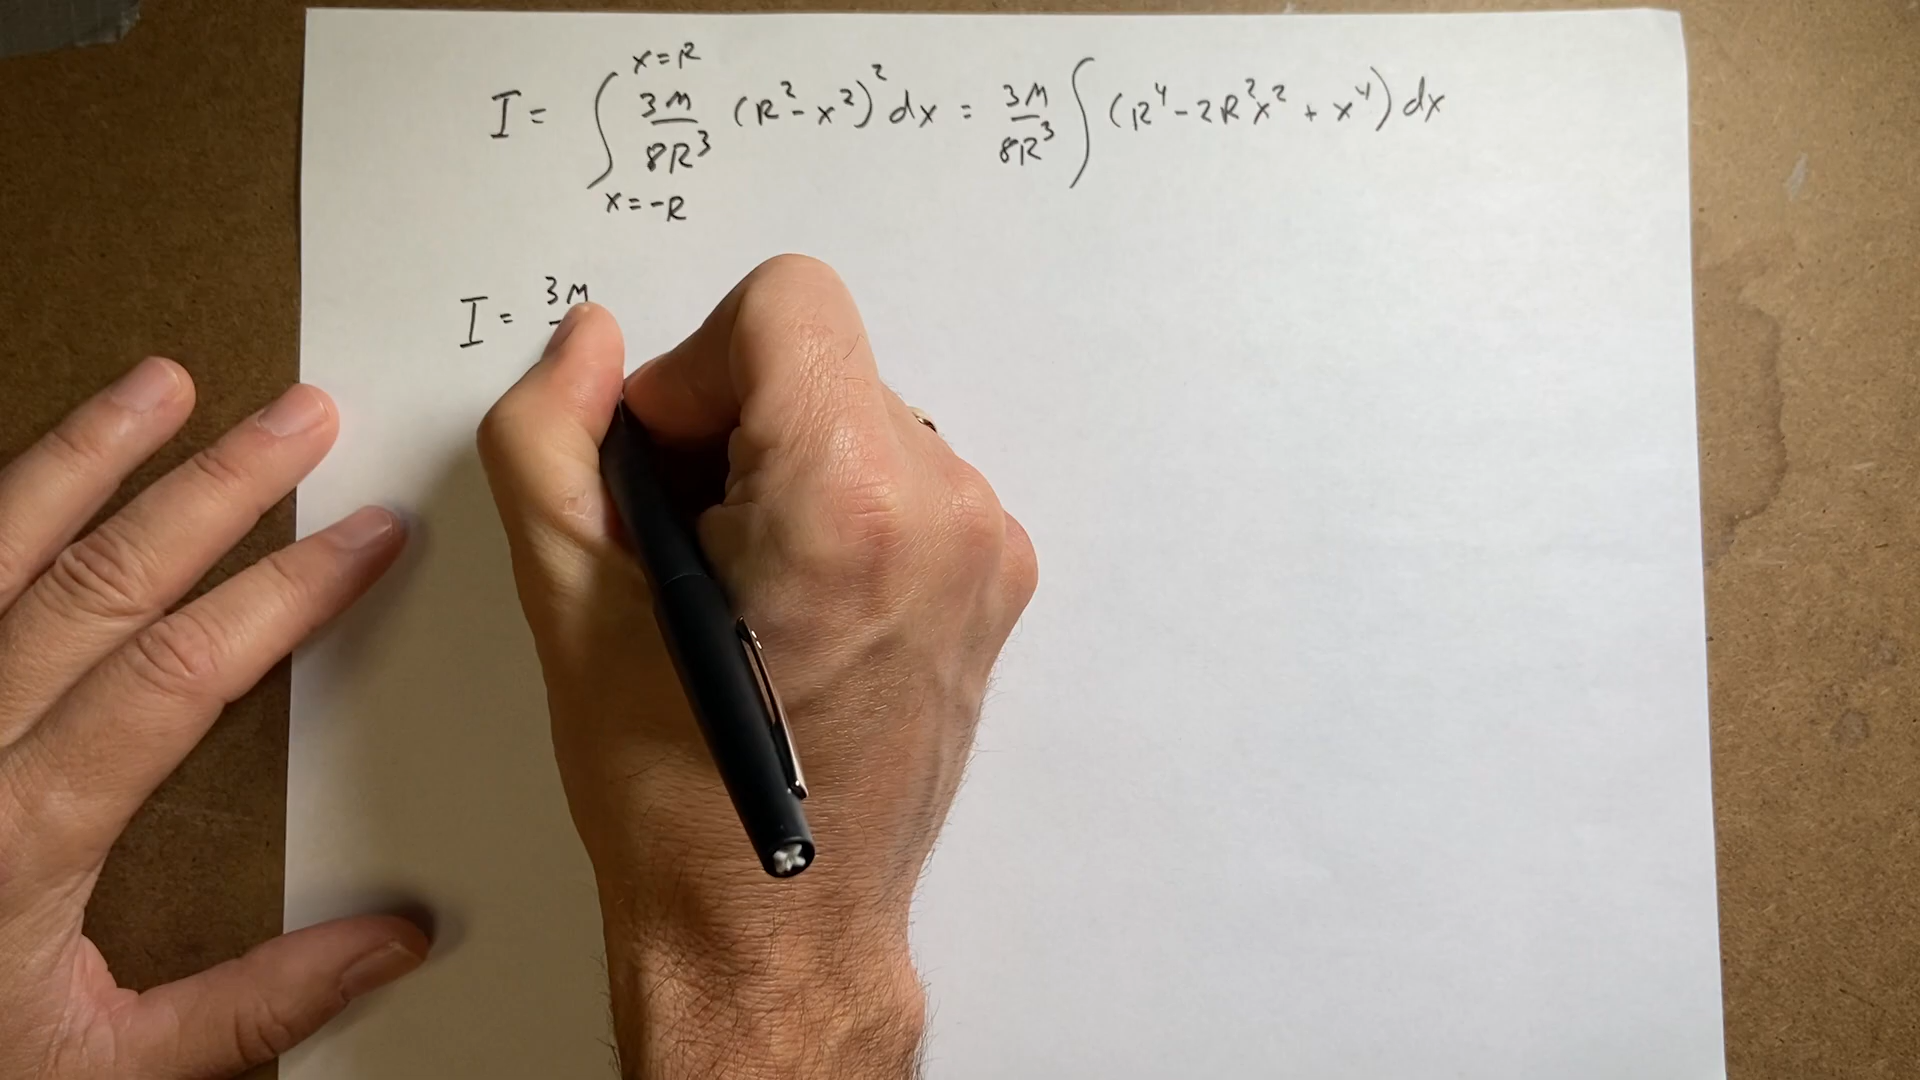 x=R
I = ∫ 3M/8R³ (R²-x²)² dx = 3M/8R³ ∫ (R⁴-2R²x² + x⁴) dx
x=-R
I = 3M